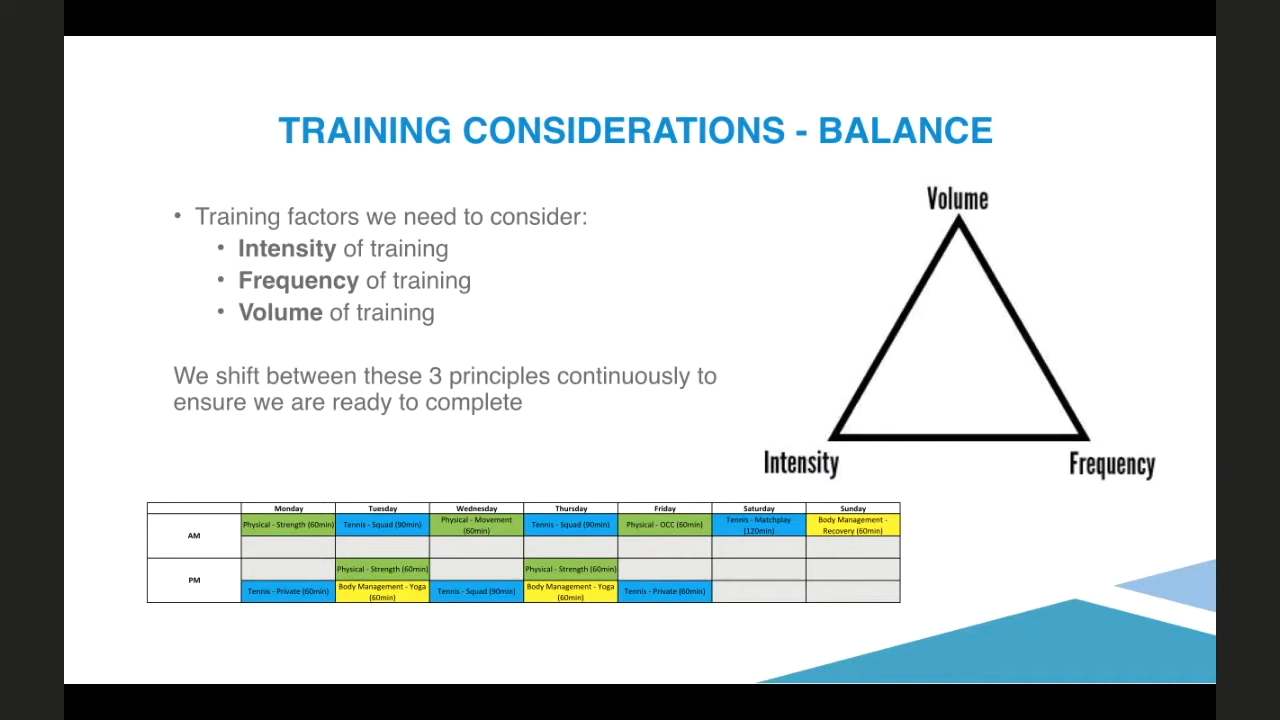 TRAINING CONSIDERATIONS - BALANCE
• Training factors we need to consider:
• Intensity of training
• Frequency of training
• Volume of training
We shift between these 3 principles continuously to
ensure we are ready to complete
Volume
Intensity
Frequency
Monday Tuesday Wednesday Thursday Friday Saturday Sunday
AM
Physical - Strength (60min)
Tennis - Squad (90min)
Physical - Movement
(60min)
Tennis - Squad (90min)
Physical - OCC (60min)
Tennis - Matchplay
(120min)
Body Management -
Recovery (60min)
PM
Physical - Strength (60min)
Physical - Strength (60min)
Tennis - Private (60min)
Body Management - Yoga
(60min)
Tennis - Squad (90min)
Body Management - Yoga
(60min)
Tennis - Private (60min)